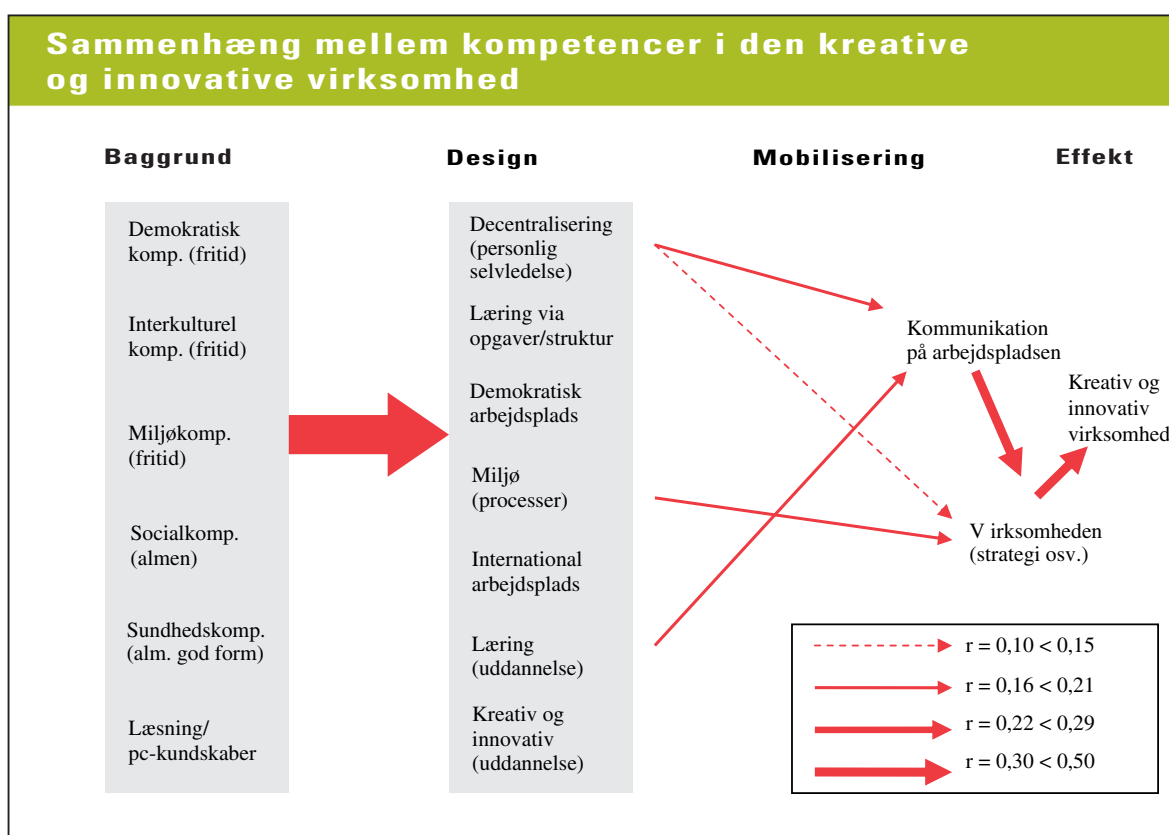 Sammenhæng mellem kompetencer i den kreative
og innovative virksomhed
Baggrund
Design
Mobilisering
Effekt
Demokratisk
komp. (fritid)
Interkulturel
komp. (fritid)
Miljøkomp.
(fritid)
Socialkomp.
(almen)
Sundhedskomp.
(alm. god form)
Læsning/
pc-kundskaber
Decentralisering
(personlig
selvledelse)
Læring via
opgaver/struktur
Demokratisk
arbejdsplads
Miljø
(processer)
International
arbejdsplads
Læring
(uddannelse)
Kreativ og
innovativ
(uddannelse)
Kommunikation
på arbejdspladsen
V irksomheden
(strategi osv.)
Kreativ og
innovativ
virksomhed
r = 0,10 < 0,15
r = 0,16 < 0,21
r = 0,22 < 0,29
r = 0,30 < 0,50